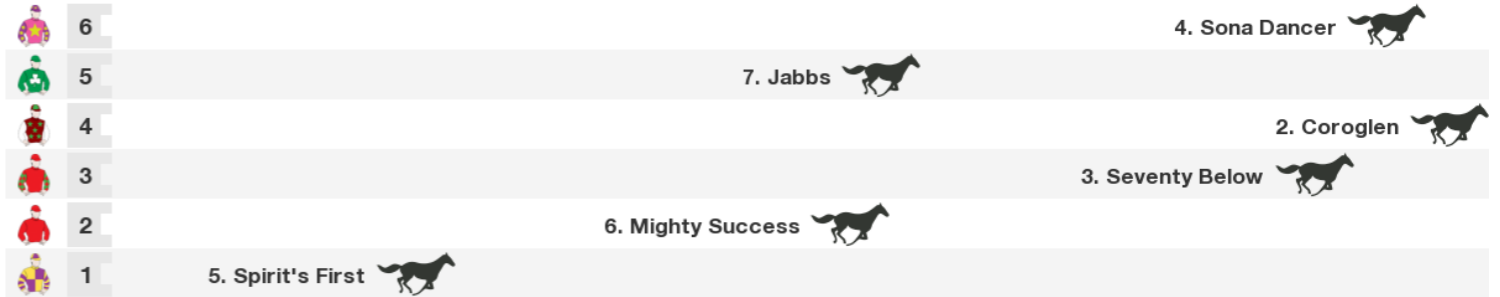 6 4. Sona Dancer
5 7. Jabbs
4 2. Coroglen
3 3. Seventy Below
2 6. Mighty Success
1 5. Spirit's First